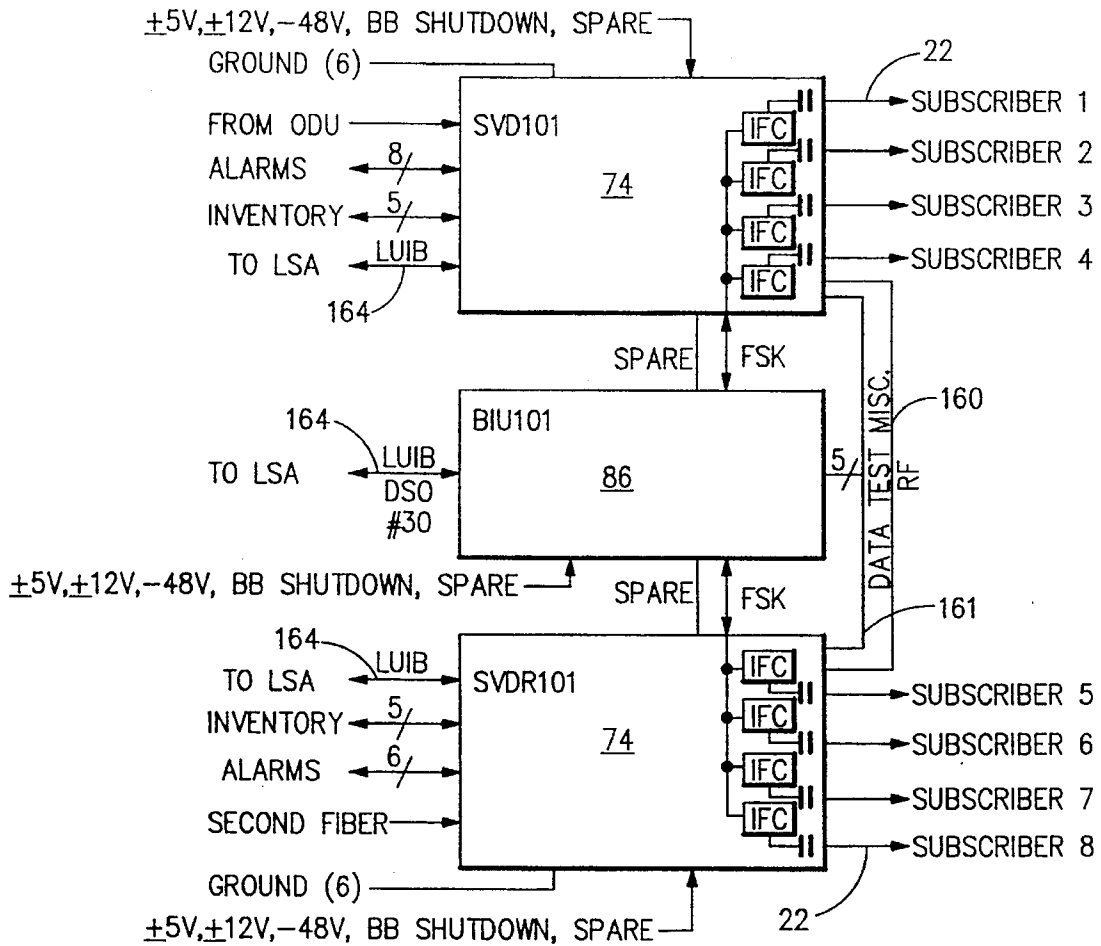 ±5V,±12V,-48V, BB SHUTDOWN, SPARE
GROUND (6)
22
FROM ODU
SVD101
IFC
SUBSCRIBER 1
ALARMS
8
74
IFC
SUBSCRIBER 2
INVENTORY
5
IFC
SUBSCRIBER 3
TO LSA
LUIB
IFC
SUBSCRIBER 4
164
SPARE
FSK
DATA TEST MISC,
RF
160
BIU101
164
TO LSA
LUIB
DSO
#30
86
5
±5V,±12V,-48V, BB SHUTDOWN, SPARE
SPARE
FSK
161
164
TO LSA
LUIB
SVDR101
IFC
SUBSCRIBER 5
INVENTORY
5
74
IFC
SUBSCRIBER 6
ALARMS
6
IFC
SUBSCRIBER 7
SECOND FIBER
IFC
SUBSCRIBER 8
GROUND (6)
22
±5V,±12V,-48V, BB SHUTDOWN, SPARE